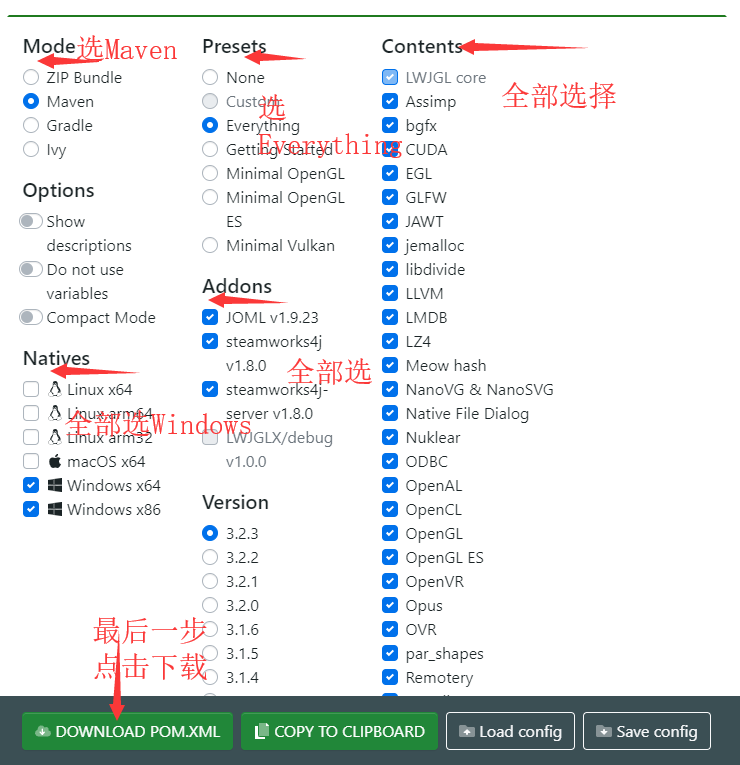 Mode
选Maven
ZIP Bundle
Maven
Gradle
Ivy
Options
Show
descriptions
Do not use
variables
Compact Mode
Natives
Linux x64
Linux arm64
全部选Windows
Linux arm32
macOS x64
Windows x64
Windows x86
Presets
None
Custom
选
Everything
Everything
Getting Started
Minimal OpenGL
Minimal OpenGL
ES
Minimal Vulkan
Addons
JOML v1.9.23
steamworks4j
v1.8.0
全部选
steamworks4j-
server v1.8.0
LWJGLX/debug
v1.0.0
Version
3.2.3
3.2.2
3.2.1
3.2.0
3.1.6
3.1.5
3.1.4
Contents
全部选择
LWJGL core
Assimp
bgfx
CUDA
EGL
GLFW
JAWT
jemalloc
libdivide
LLVM
LMDB
LZ4
Meow hash
NanoVG & NanoSVG
Native File Dialog
Nuklear
ODBC
OpenAL
OpenCL
OpenGL
OpenGL ES
OpenVR
Opus
OVR
par_shapes
Remotery
最后一步
点击下载
DOWNLOAD POM.XML
COPY TO CLIPBOARD
Load config
Save config